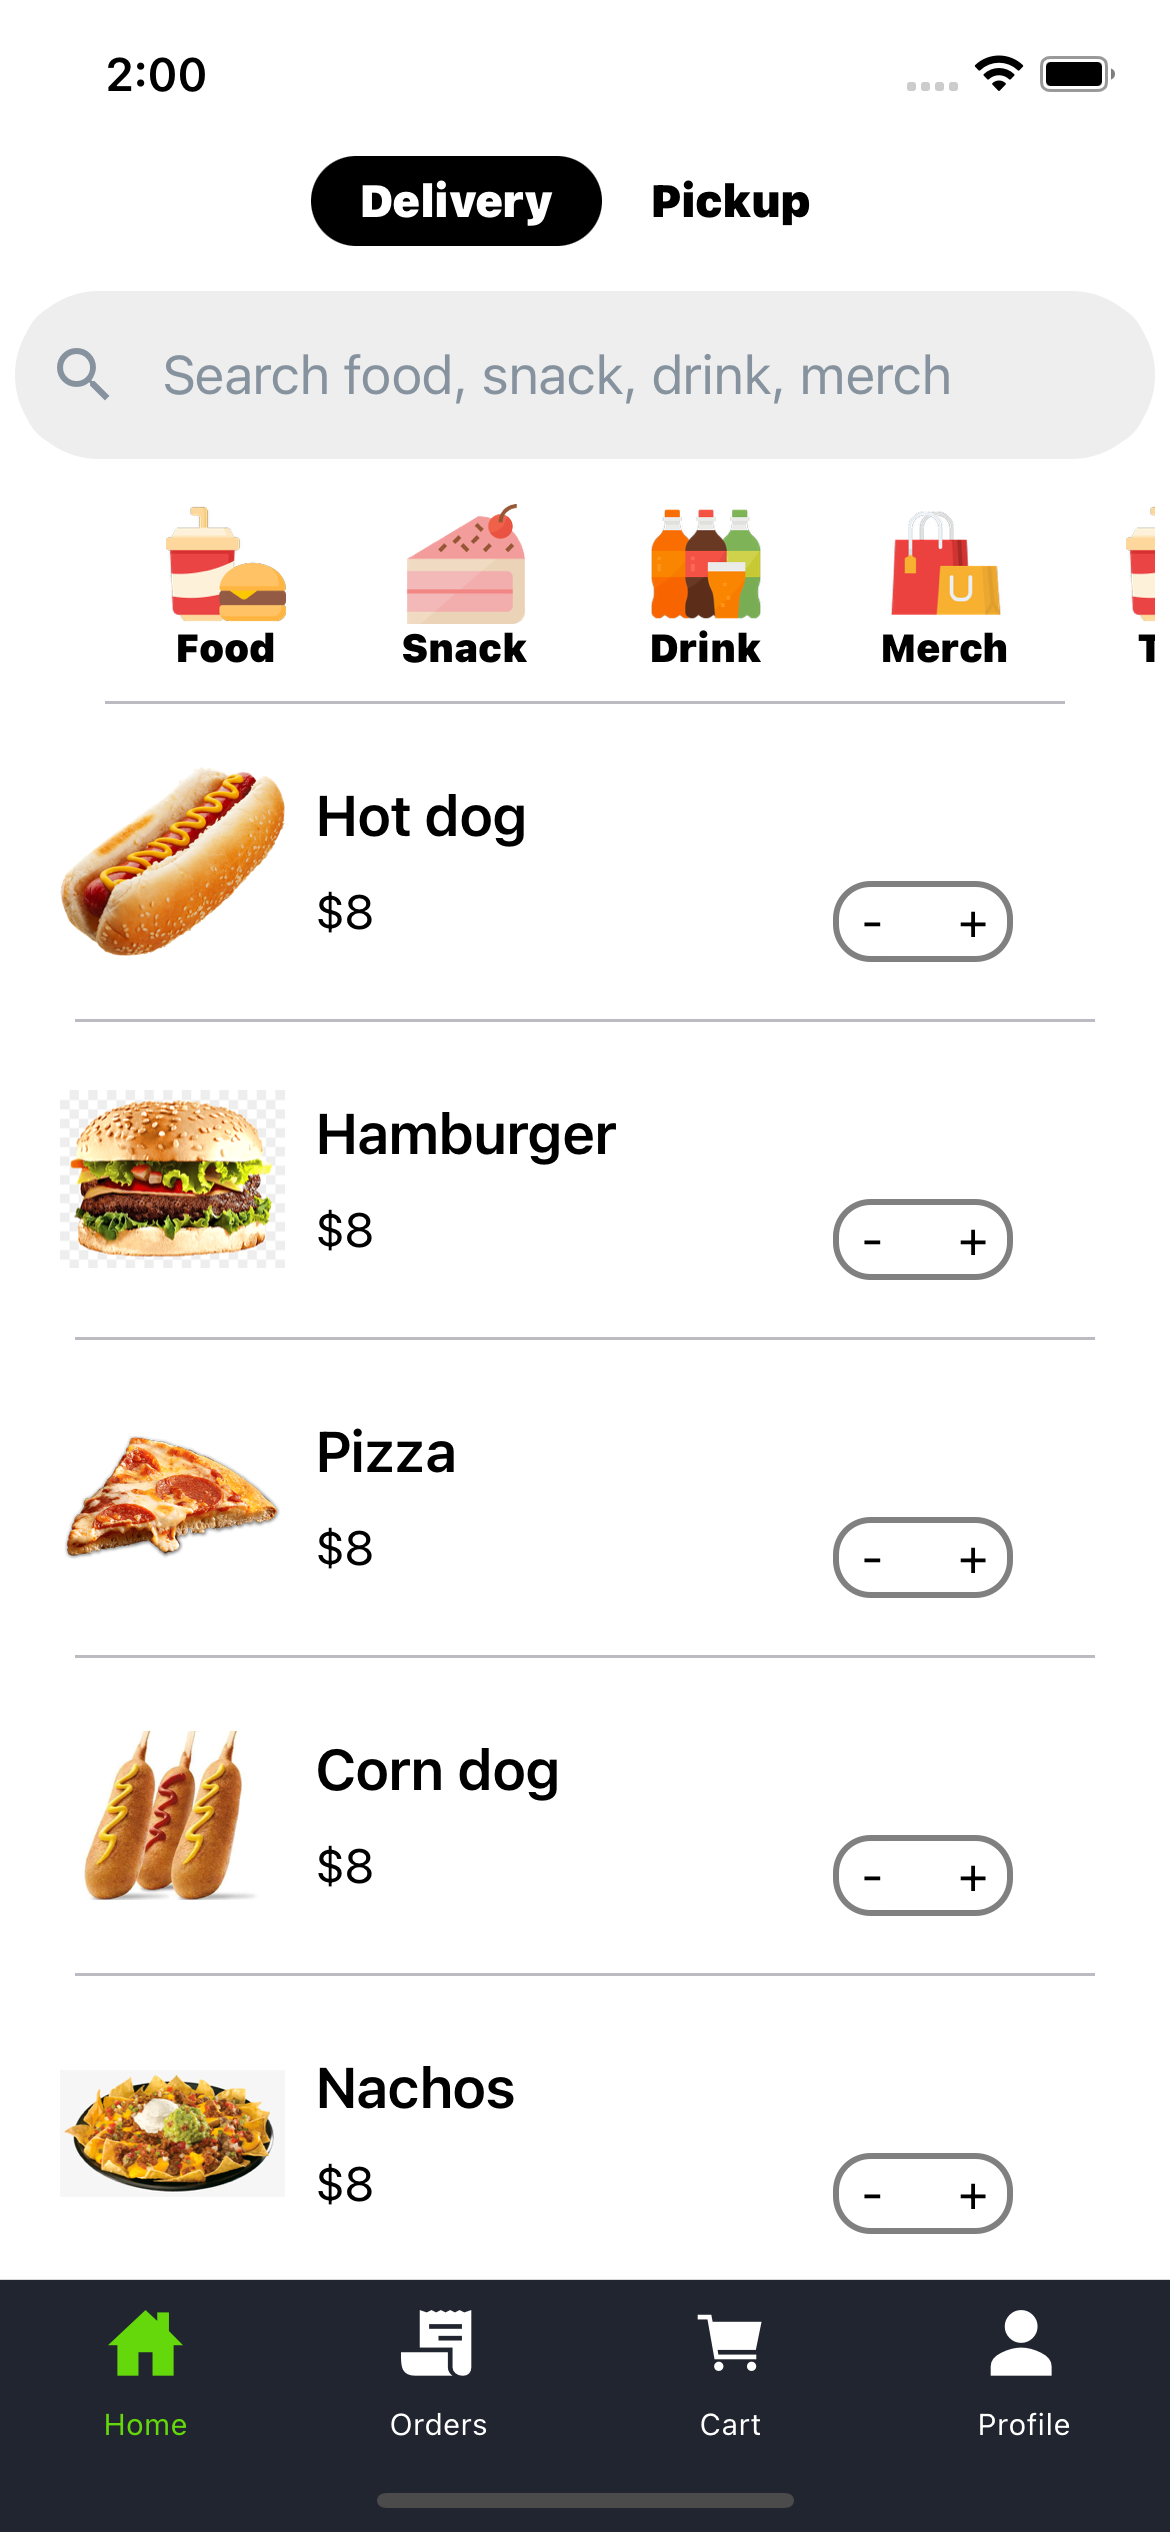 2:00
Delivery Pickup
Search food, snack, drink, merch
Food Snack Drink Merch T
Hot dog
$8
- +
Hamburger
$8
- +
Pizza
$8
- +
Corn dog
$8
- +
Nachos
$8
- +
Home Orders Cart Profile